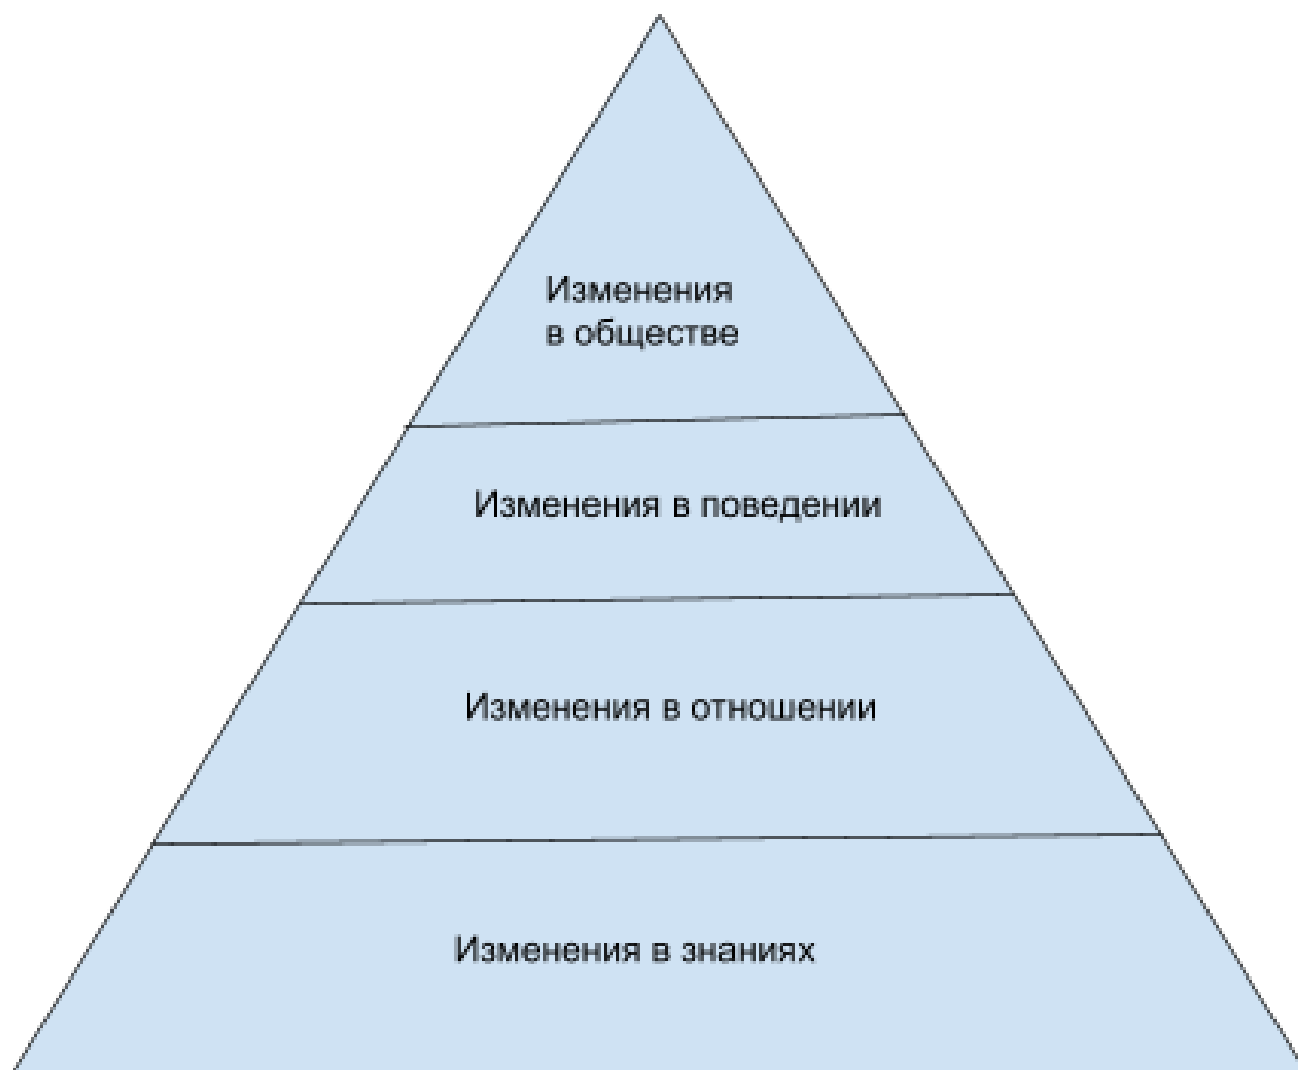 Изменения
в обществе
Изменения в поведении
Изменения в отношении
Изменения в знаниях